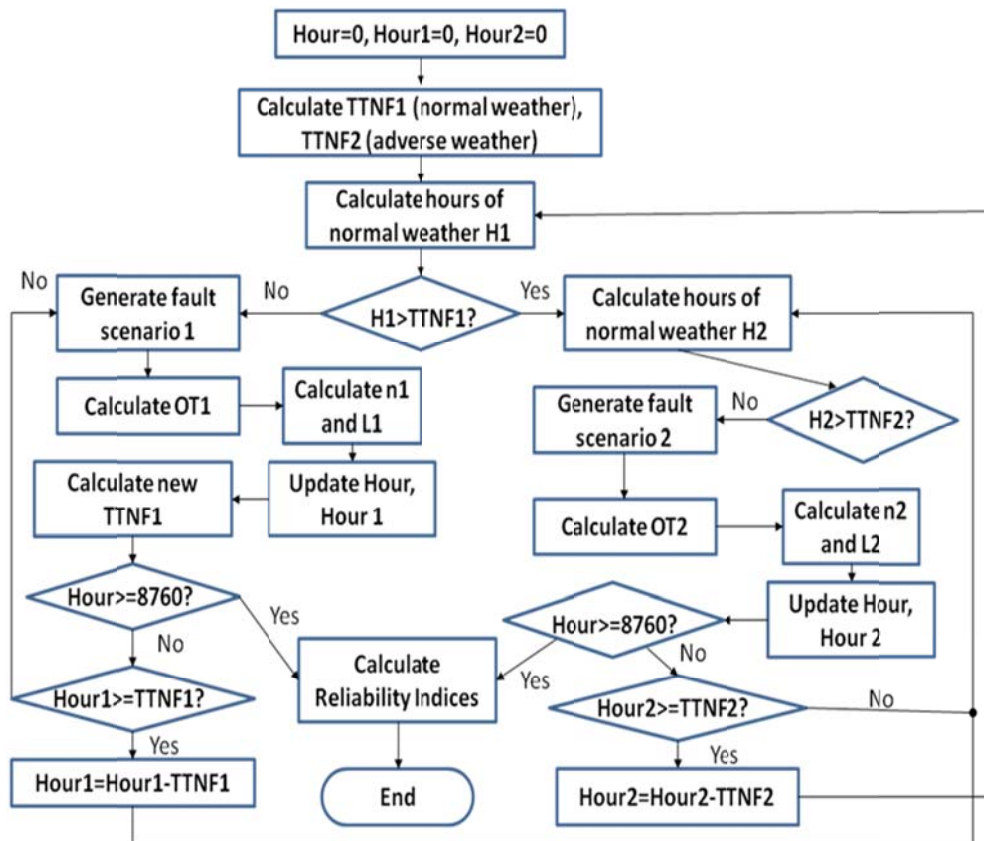 Hour=0, Hour1=0, Hour2=0
Calculate TTNF1 (normal weather),
TTNF2 (adverse weather)
Calculate hours of
normal weather H1
H1>TTNF1?
No
Yes
No
Generate fault
scenario 1
Calculate OT1
Calculate n1
and L1
Update Hour,
Hour 1
Calculate new
TTNF1
Hour>=8760?
Yes
No
Hour1>=TTNF1?
Yes
Hour1=Hour1-TTNF1
Calculate hours of
normal weather H2
H2>TTNF2?
No
Generate fault
scenario 2
Calculate OT2
Calculate n2
and L2
Update Hour,
Hour 2
Hour>=8760?
Yes
No
Hour2>=TTNF2?
No
Yes
Hour2=Hour2-TTNF2
Calculate
Reliability Indices
End